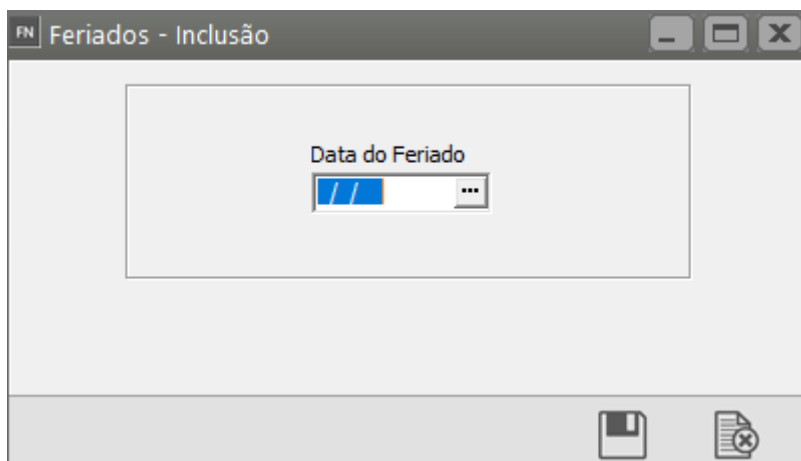 FN Feriados - Inclusão
Data do Feriado
/ /
...